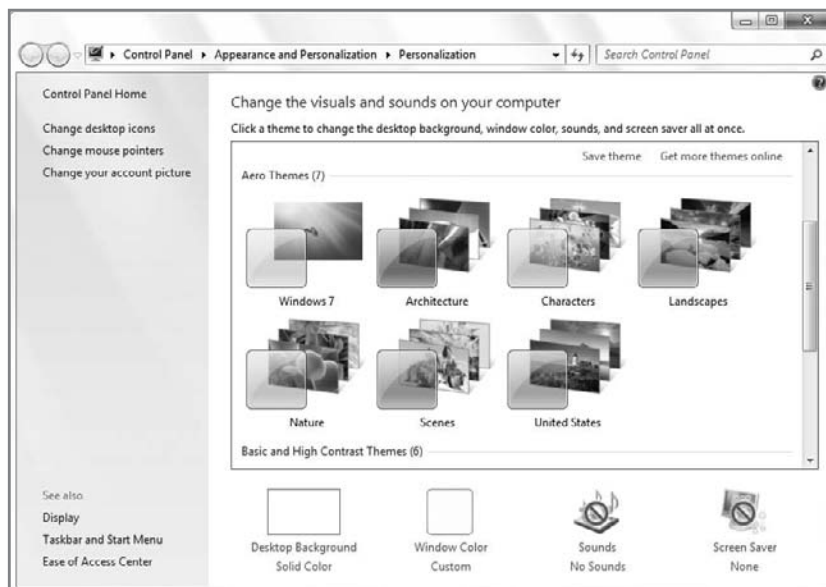 Control Panel ▸ Appearance and Personalization ▸ Personalization
Search Control Panel
Control Panel Home
Change desktop icons
Change mouse pointers
Change your account picture
Change the visuals and sounds on your computer
Click a theme to change the desktop background, window color, sounds, and screen saver all at once.
Save theme Get more themes online
Aero Themes (7)
Windows 7 Architecture Characters Landscapes
Nature Scenes United States
Basic and High Contrast Themes (6)
See also
Display
Taskbar and Start Menu
Ease of Access Center
Desktop Background Window Color Sounds Screen Saver
Solid Color Custom No Sounds None